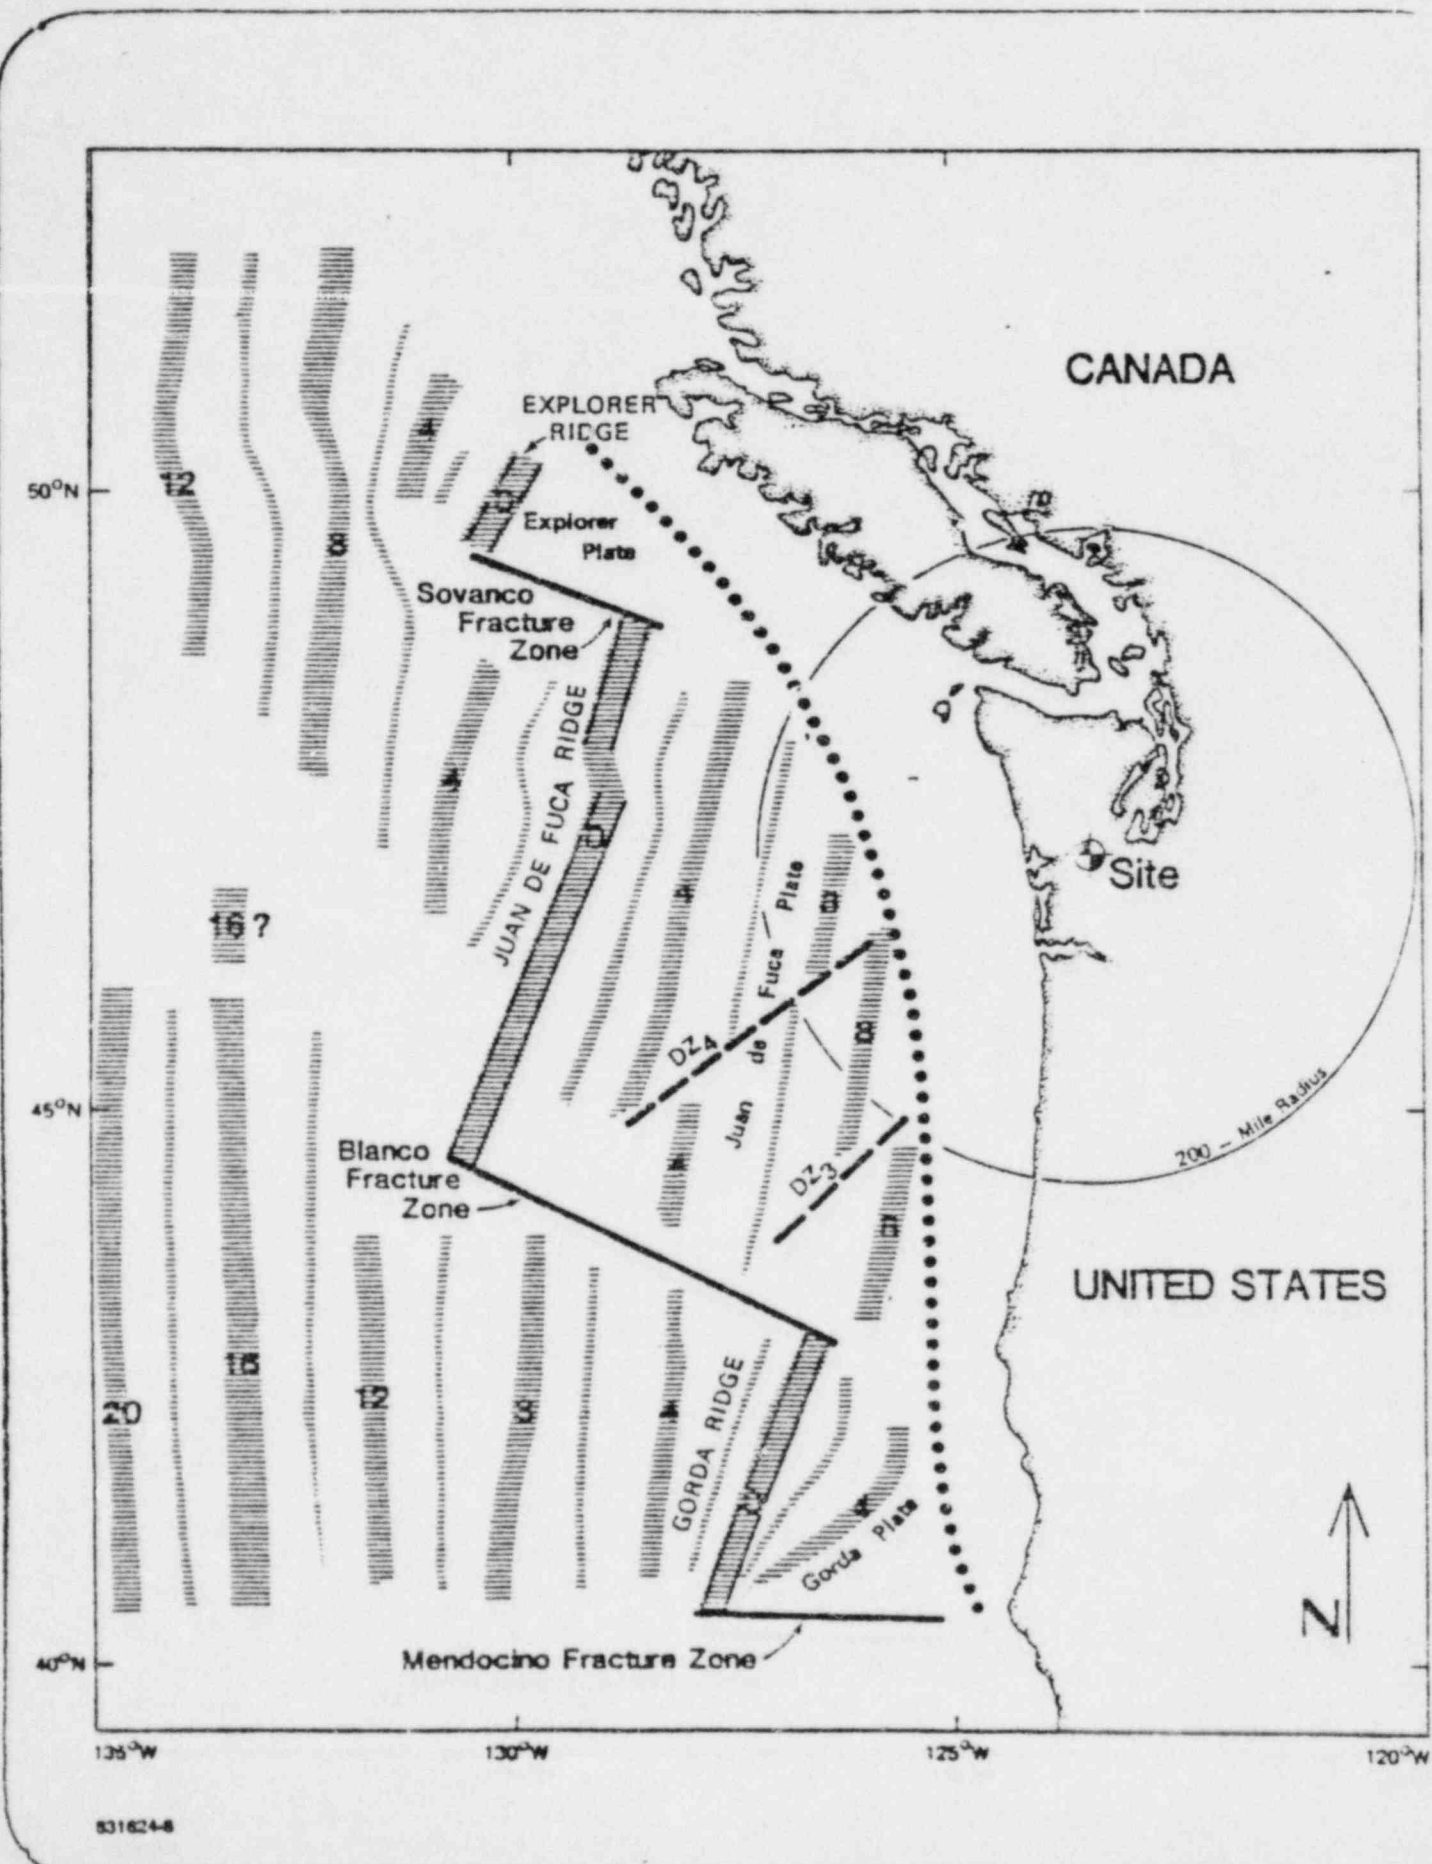 CANADA
EXPLORER
RIDGE
50°N
12
8
4
Explorer
Plate
Sovanco
Fracture
Zone
4
JUAN DE FUCA RIDGE
4
8
Site
16?
Juan de Fuca Plate
DZ4
8
45°N
200 - Mile Radius
Blanco
Fracture
Zone
4
DZ3
8
UNITED STATES
20
16
12
8
4
GORDA RIDGE
Gorda Plate
N
Mendocino Fracture Zone
40°N
135°W
130°W
125°W
120°W
831624-8